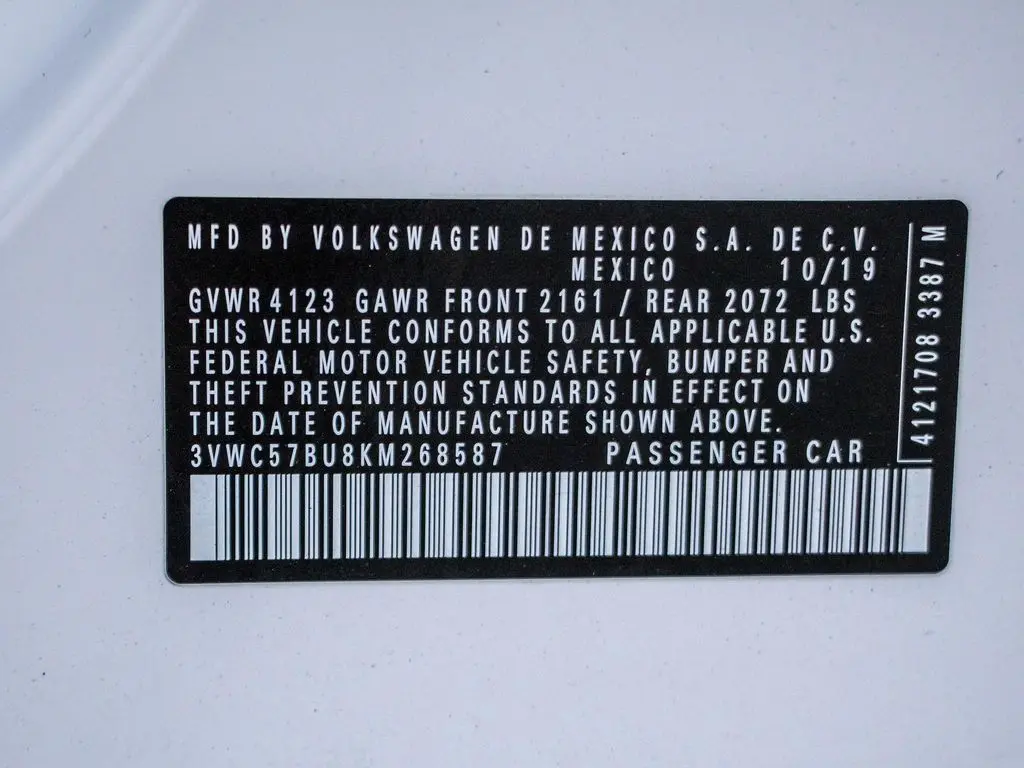 MFD BY VOLKSWAGEN DE MEXICO S.A. DE C.V.
MEXICO 10/19
GVWR 4123 GAWR FRONT 2161 / REAR 2072 LBS
THIS VEHICLE CONFORMS TO ALL APPLICABLE U.S.
FEDERAL MOTOR VEHICLE SAFETY, BUMPER AND
THEFT PREVENTION STANDARDS IN EFFECT ON
THE DATE OF MANUFACTURE SHOWN ABOVE.
3VWC57BU8KM268587 PASSENGER CAR
4121708 3387 M